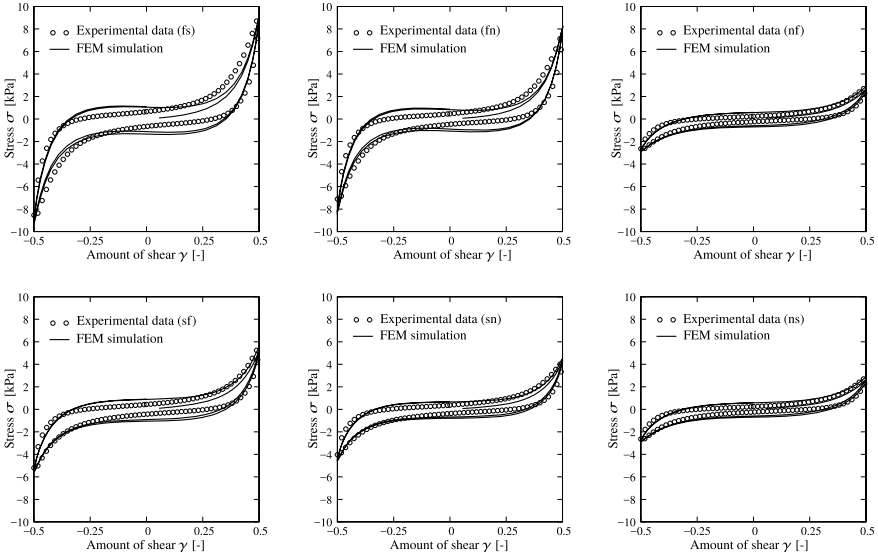 10
8
6
4
2
0
−2
−4
−6
−8
−10
Stress σ [kPa]
Experimental data (fs)
FEM simulation
−0.5 −0.25 0 0.25 0.5
Amount of shear γ [-]
10
8
6
4
2
0
−2
−4
−6
−8
−10
Stress σ [kPa]
Experimental data (fn)
FEM simulation
−0.5 −0.25 0 0.25 0.5
Amount of shear γ [-]
10
8
6
4
2
0
−2
−4
−6
−8
−10
Stress σ [kPa]
Experimental data (nf)
FEM simulation
−0.5 −0.25 0 0.25 0.5
Amount of shear γ [-]
10
8
6
4
2
0
−2
−4
−6
−8
−10
Stress σ [kPa]
Experimental data (sf)
FEM simulation
−0.5 −0.25 0 0.25 0.5
Amount of shear γ [-]
10
8
6
4
2
0
−2
−4
−6
−8
−10
Stress σ [kPa]
Experimental data (sn)
FEM simulation
−0.5 −0.25 0 0.25 0.5
Amount of shear γ [-]
10
8
6
4
2
0
−2
−4
−6
−8
−10
Stress σ [kPa]
Experimental data (ns)
FEM simulation
−0.5 −0.25 0 0.25 0.5
Amount of shear γ [-]